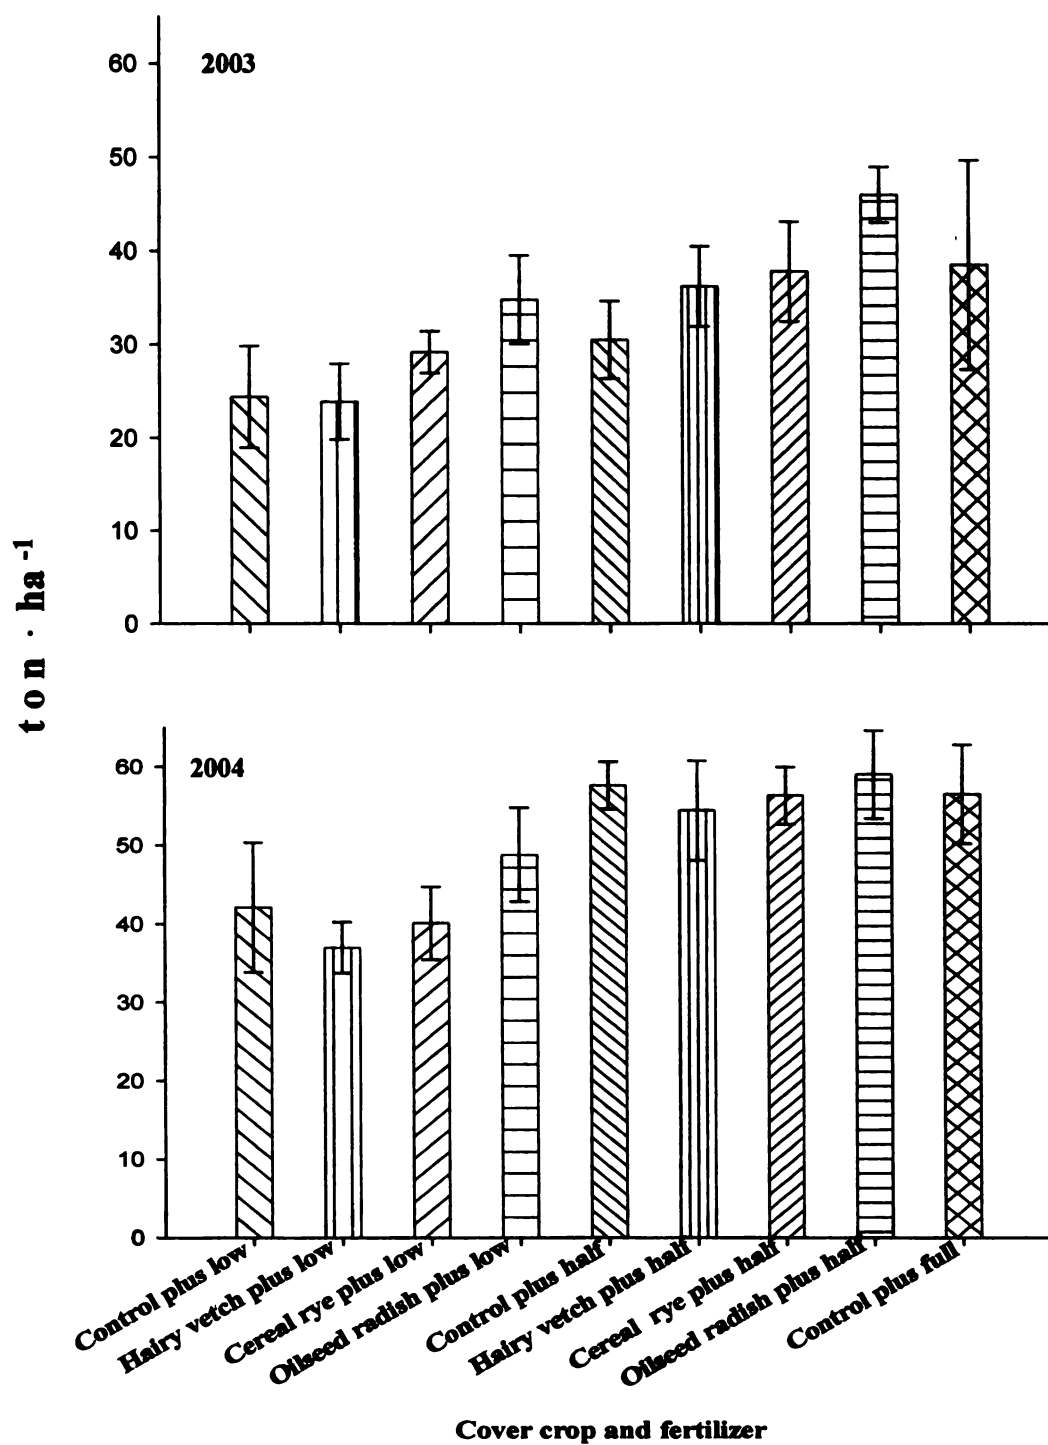 2003
60
50
40
30
20
10
0
ton · ha⁻¹
2004
60
50
40
30
20
10
0
Control plus low
Hairy vetch plus low
Cereal rye plus low
Oilseed radish plus low
Control plus half
Hairy vetch plus half
Cereal rye plus half
Oilseed radish plus half
Control plus full
Cover crop and fertilizer